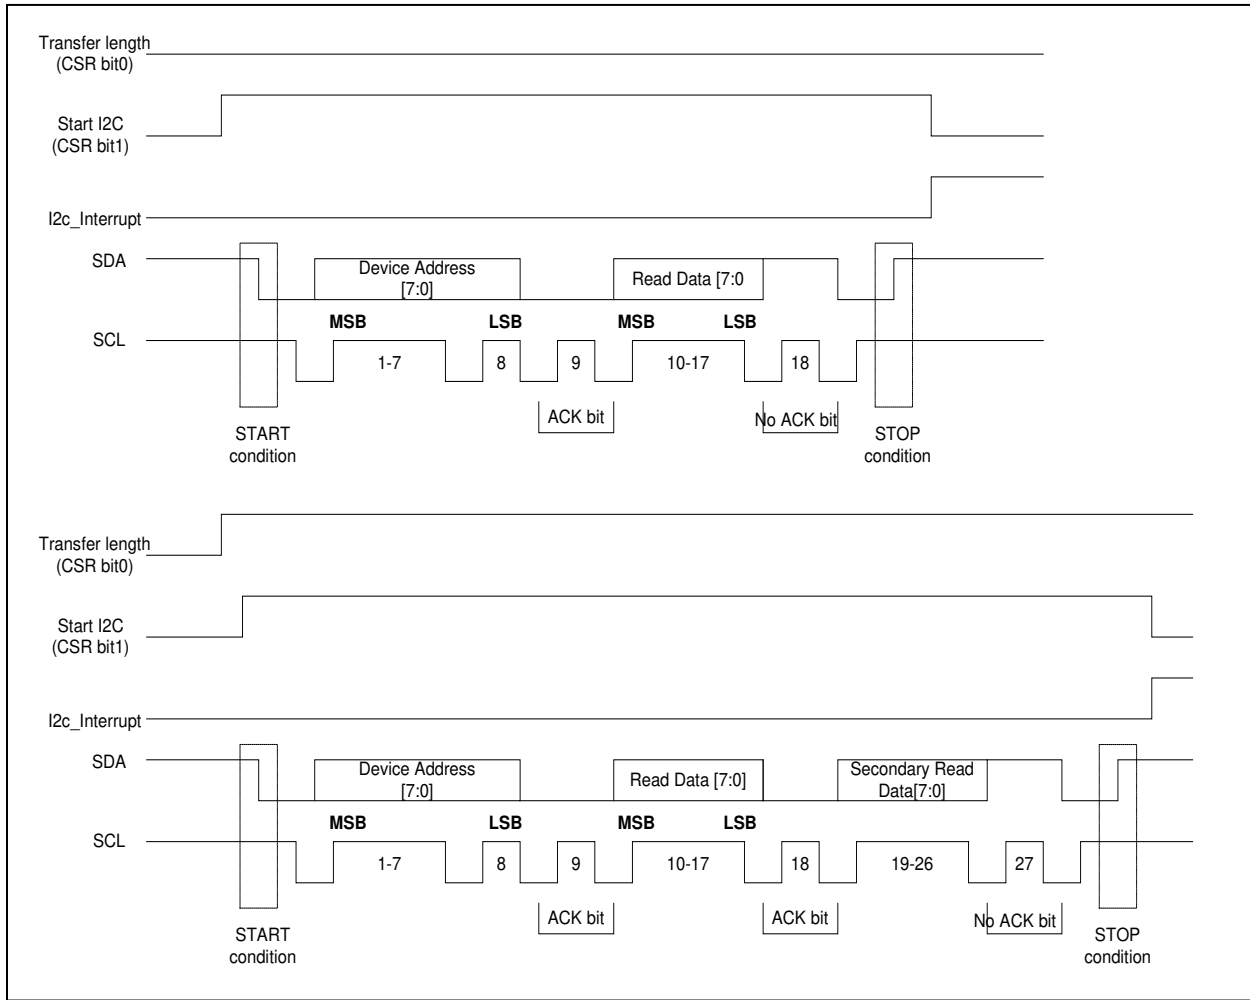 Transfer length
(CSR bit0)
Start I2C
(CSR bit1)
I2c_Interrupt
SDA
Device Address
[7:0]
Read Data [7:0
MSB LSB MSB LSB
SCL
1-7 8 9 10-17 18
ACK bit No ACK bit
START
condition
STOP
condition
Transfer length
(CSR bit0)
Start I2C
(CSR bit1)
I2c_Interrupt
SDA
Device Address
[7:0]
Read Data [7:0]
Secondary Read
Data[7:0]
MSB LSB MSB LSB
SCL
1-7 8 9 10-17 18 19-26 27
ACK bit ACK bit No ACK bit
START
condition
STOP
condition